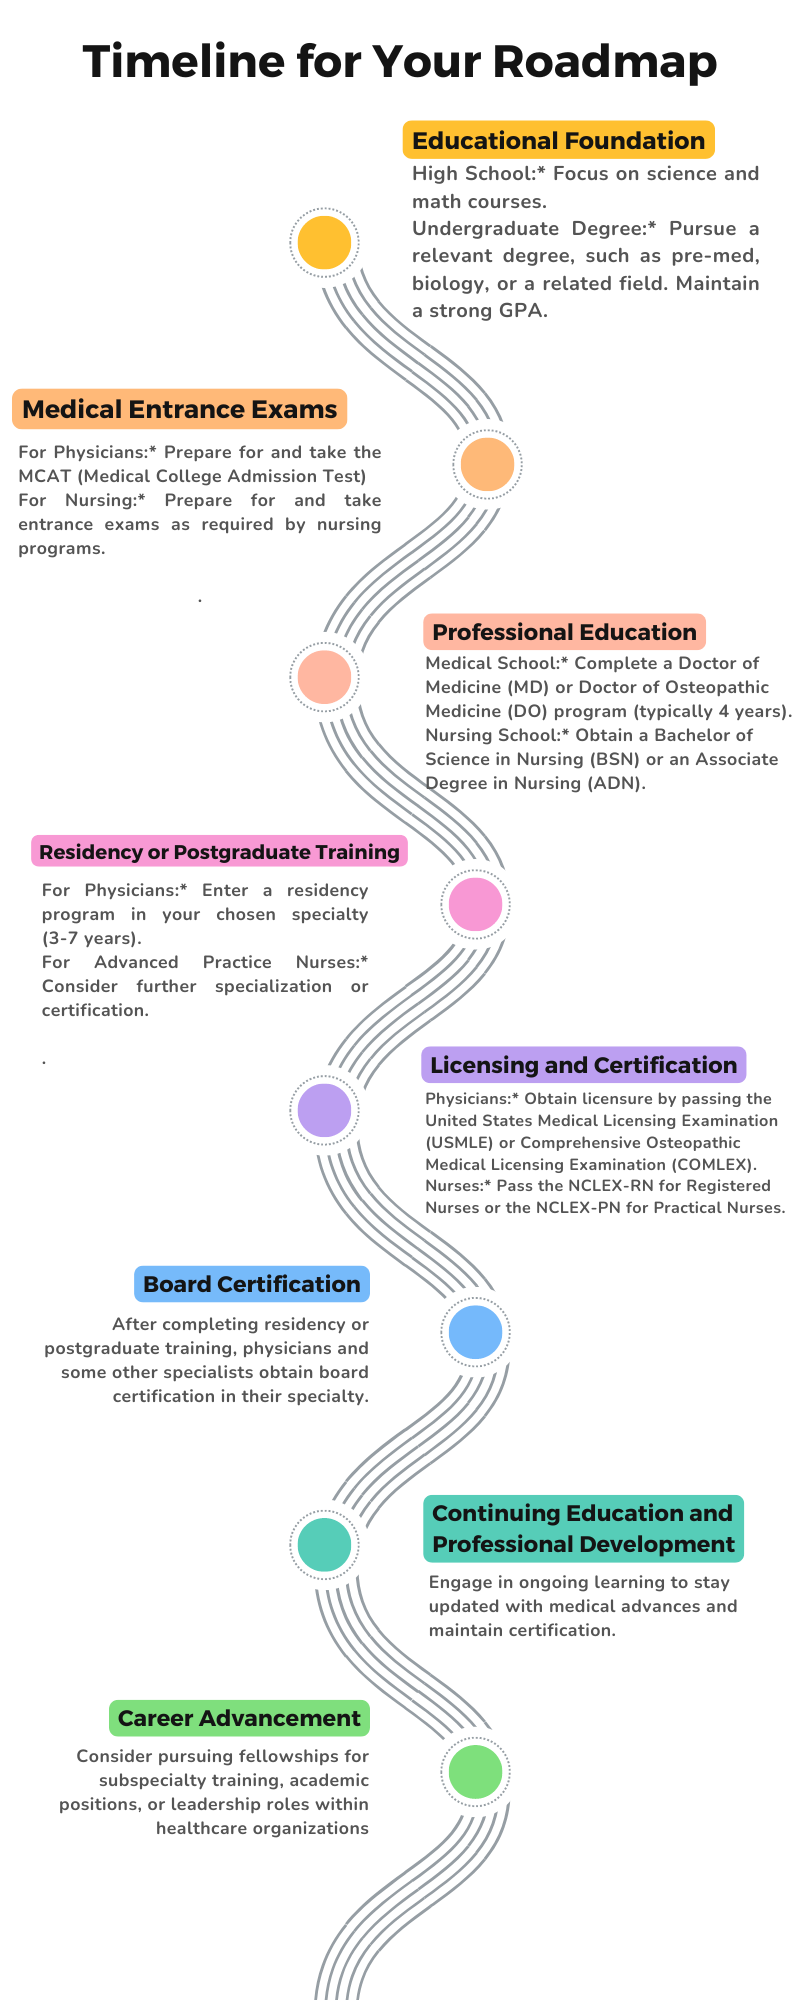 Timeline for Your Roadmap
Educational Foundation
High School:* Focus on science and
math courses.
Undergraduate Degree:* Pursue a
relevant degree, such as pre-med,
biology, or a related field. Maintain
a strong GPA.
Medical Entrance Exams
For Physicians:* Prepare for and take the
MCAT (Medical College Admission Test)
For Nursing:* Prepare for and take
entrance exams as required by nursing
programs.
.
Professional Education
Medical School:* Complete a Doctor of
Medicine (MD) or Doctor of Osteopathic
Medicine (DO) program (typically 4 years).
Nursing School:* Obtain a Bachelor of
Science in Nursing (BSN) or an Associate
Degree in Nursing (ADN).
Residency or Postgraduate Training
For Physicians:* Enter a residency
program in your chosen specialty
(3-7 years).
For Advanced Practice Nurses:*
Consider further specialization or
certification.
.
Licensing and Certification
Physicians:* Obtain licensure by passing the
United States Medical Licensing Examination
(USMLE) or Comprehensive Osteopathic
Medical Licensing Examination (COMLEX).
Nurses:* Pass the NCLEX-RN for Registered
Nurses or the NCLEX-PN for Practical Nurses.
Board Certification
After completing residency or
postgraduate training, physicians and
some other specialists obtain board
certification in their specialty.
Continuing Education and
Professional Development
Engage in ongoing learning to stay
updated with medical advances and
maintain certification.
Career Advancement
Consider pursuing fellowships for
subspecialty training, academic
positions, or leadership roles within
healthcare organizations